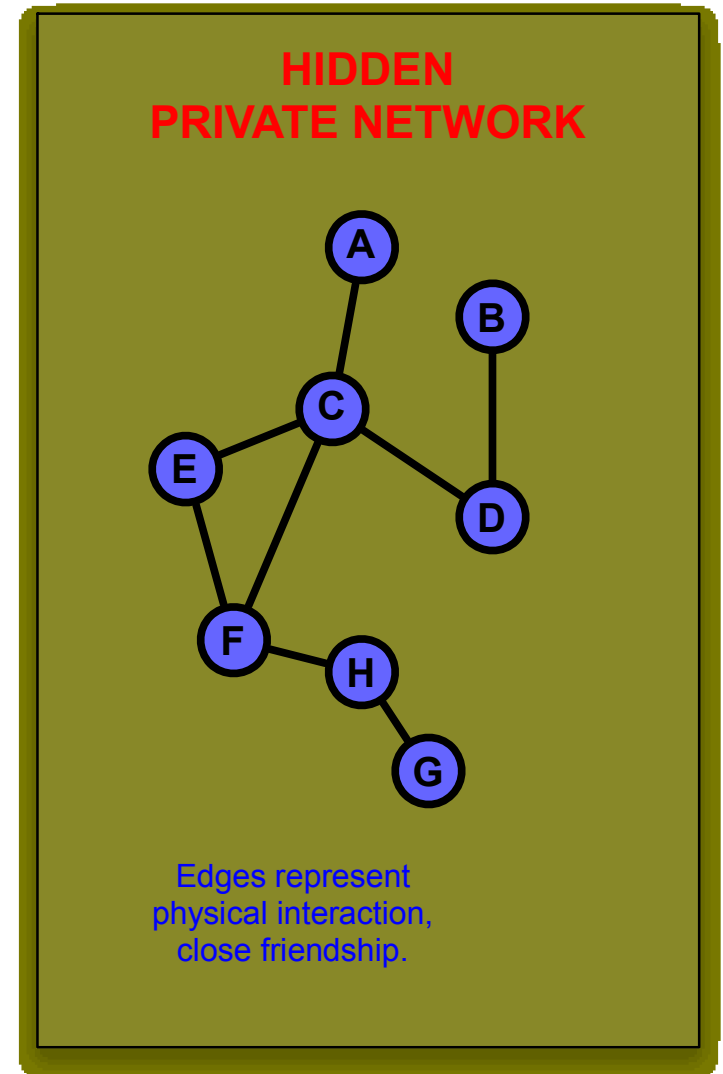 HIDDEN
PRIVATE NETWORK
A
B
C
E
D
F
H
G
Edges represent
physical interaction,
close friendship.